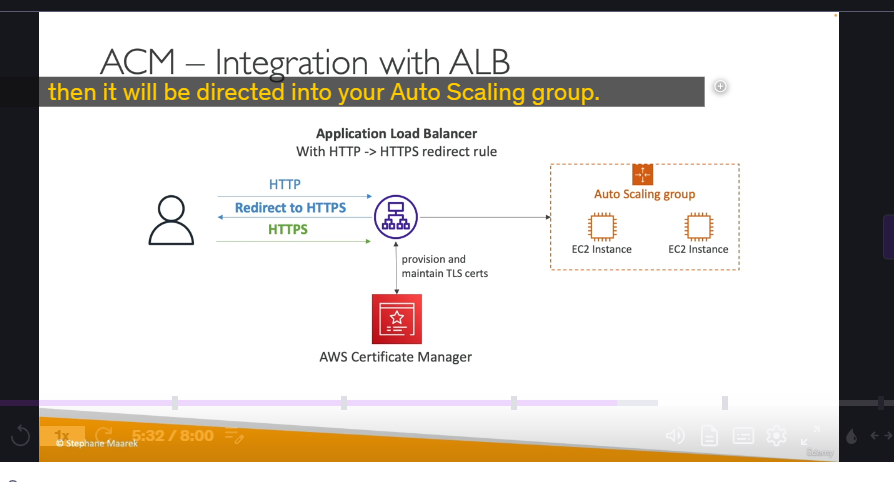 ACM – Integration with ALB
then it will be directed into your Auto Scaling group.
Application Load Balancer
With HTTP -> HTTPS redirect rule
HTTP
Redirect to HTTPS
HTTPS
Auto Scaling group
EC2 Instance
EC2 Instance
provision and
maintain TLS certs
AWS Certificate Manager
1x
5:32 / 8:00
© Stephane Maarek
Udemy